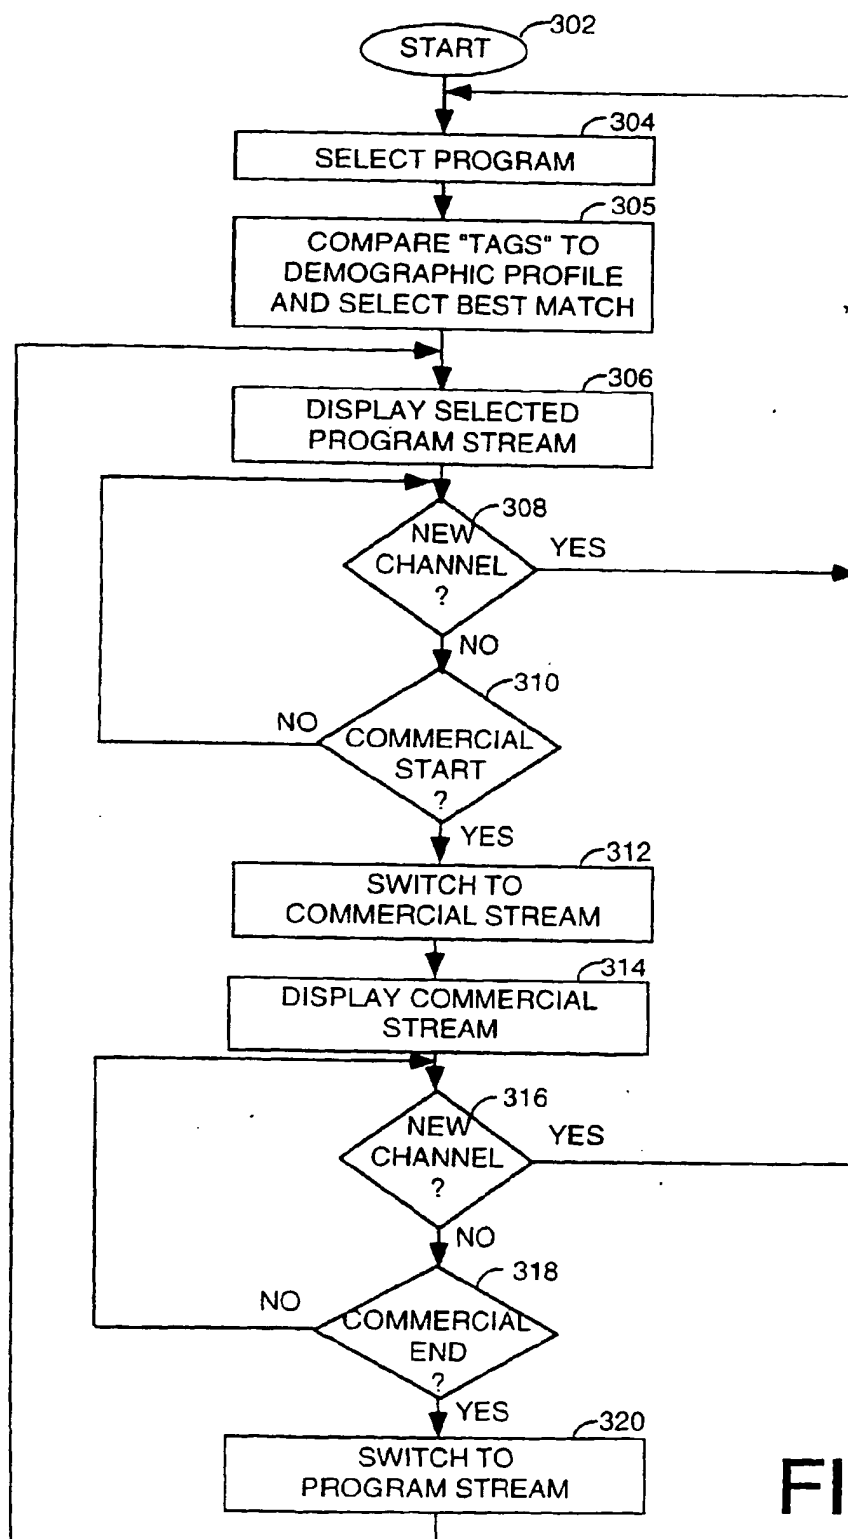 START
302
304
SELECT PROGRAM
305
COMPARE "TAGS" TO
DEMOGRAPHIC PROFILE
AND SELECT BEST MATCH
306
DISPLAY SELECTED
PROGRAM STREAM
308
NEW
CHANNEL
?
YES
NO
310
COMMERCIAL
START
?
NO
YES
312
SWITCH TO
COMMERCIAL STREAM
314
DISPLAY COMMERCIAL
STREAM
316
NEW
CHANNEL
?
YES
NO
318
COMMERCIAL
END
?
NO
YES
320
SWITCH TO
PROGRAM STREAM
FI